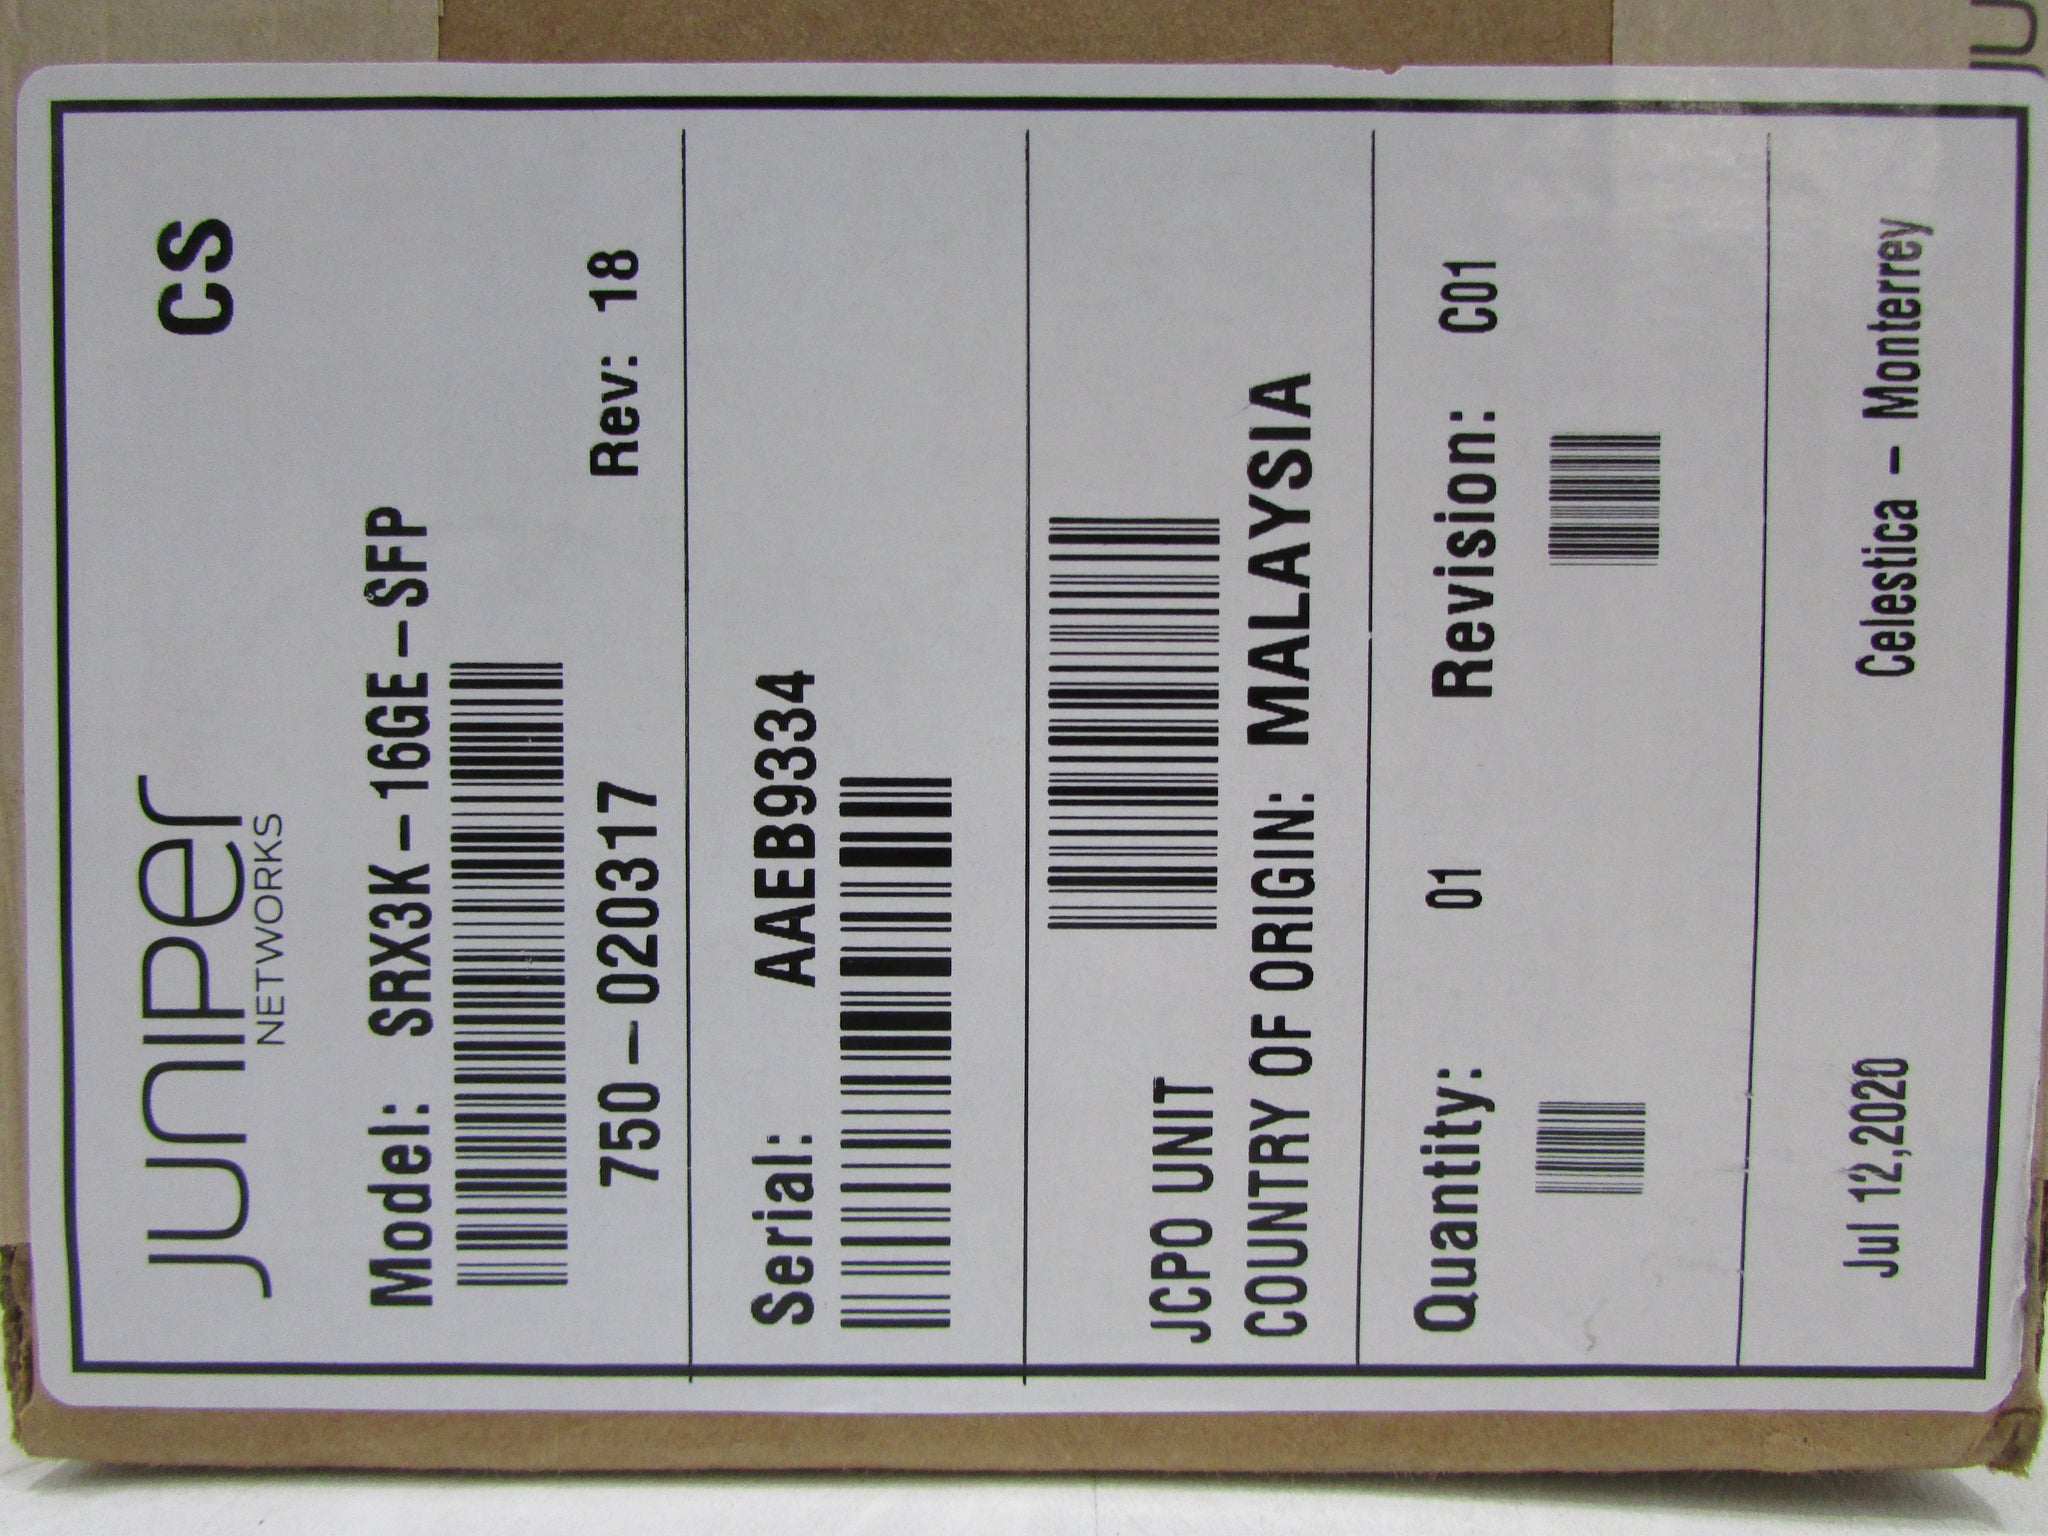 JUNIPER CS
NETWORKS
Model: SRX3K-16GE-SFP
750-020317 Rev: 18
Serial: AAEB9334
JCPO UNIT
COUNTRY OF ORIGIN: MALAYSIA
Quantity: 01 Revision: C01
Jul 12,2020 Celestica - Monterrey
JU